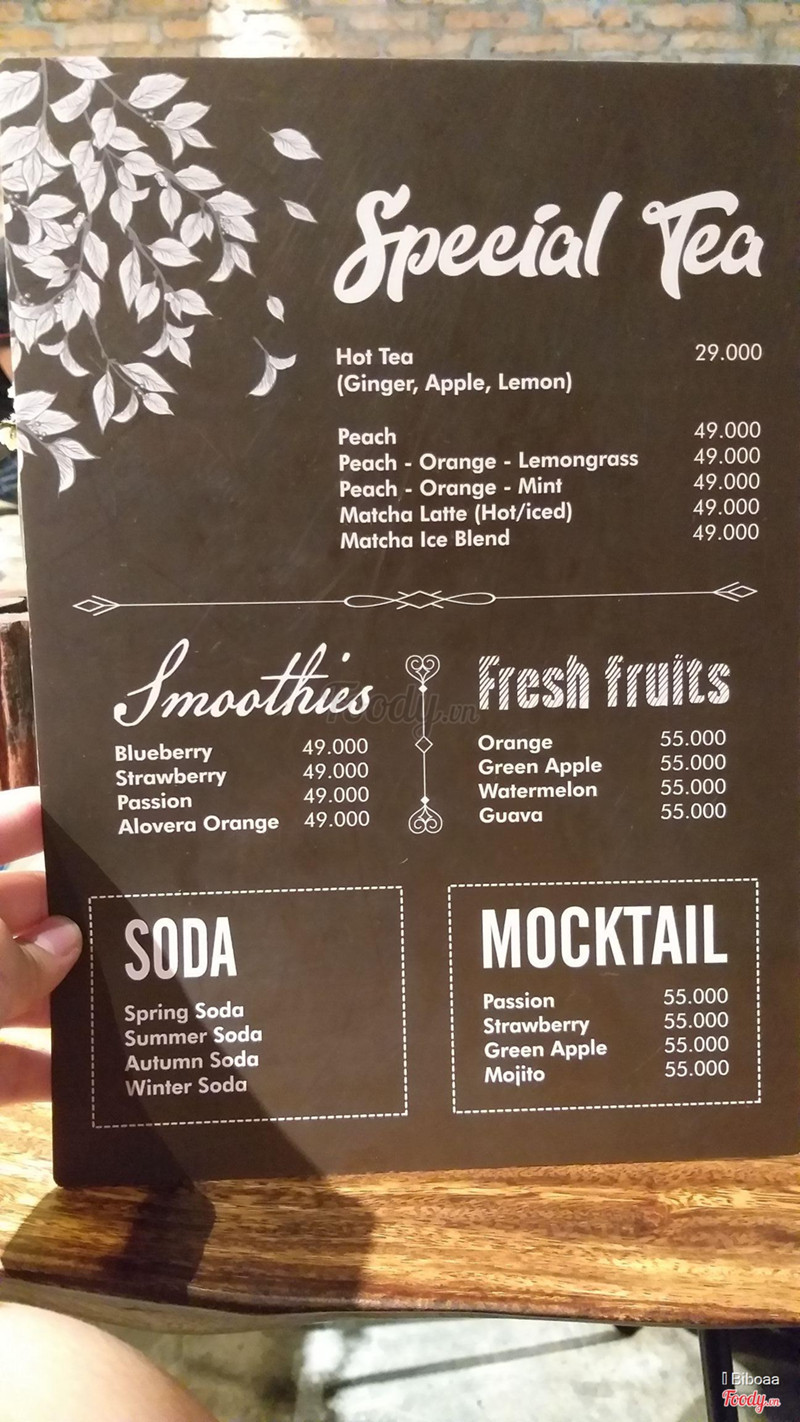 Special Tea
Hot Tea 29.000
(Ginger, Apple, Lemon)
Peach 49.000
Peach - Orange - Lemongrass 49.000
Peach - Orange - Mint 49.000
Matcha Latte (Hot/iced) 49.000
Matcha Ice Blend 49.000
Smoothies
Blueberry 49.000
Strawberry 49.000
Passion 49.000
Alovera Orange 49.000
Fresh fruits
Orange 55.000
Green Apple 55.000
Watermelon 55.000
Guava 55.000
Foody.vn
SODA
Spring Soda
Summer Soda
Autumn Soda
Winter Soda
MOCKTAIL
Passion 55.000
Strawberry 55.000
Green Apple 55.000
Mojito 55.000
Biboaa
Foody.vn